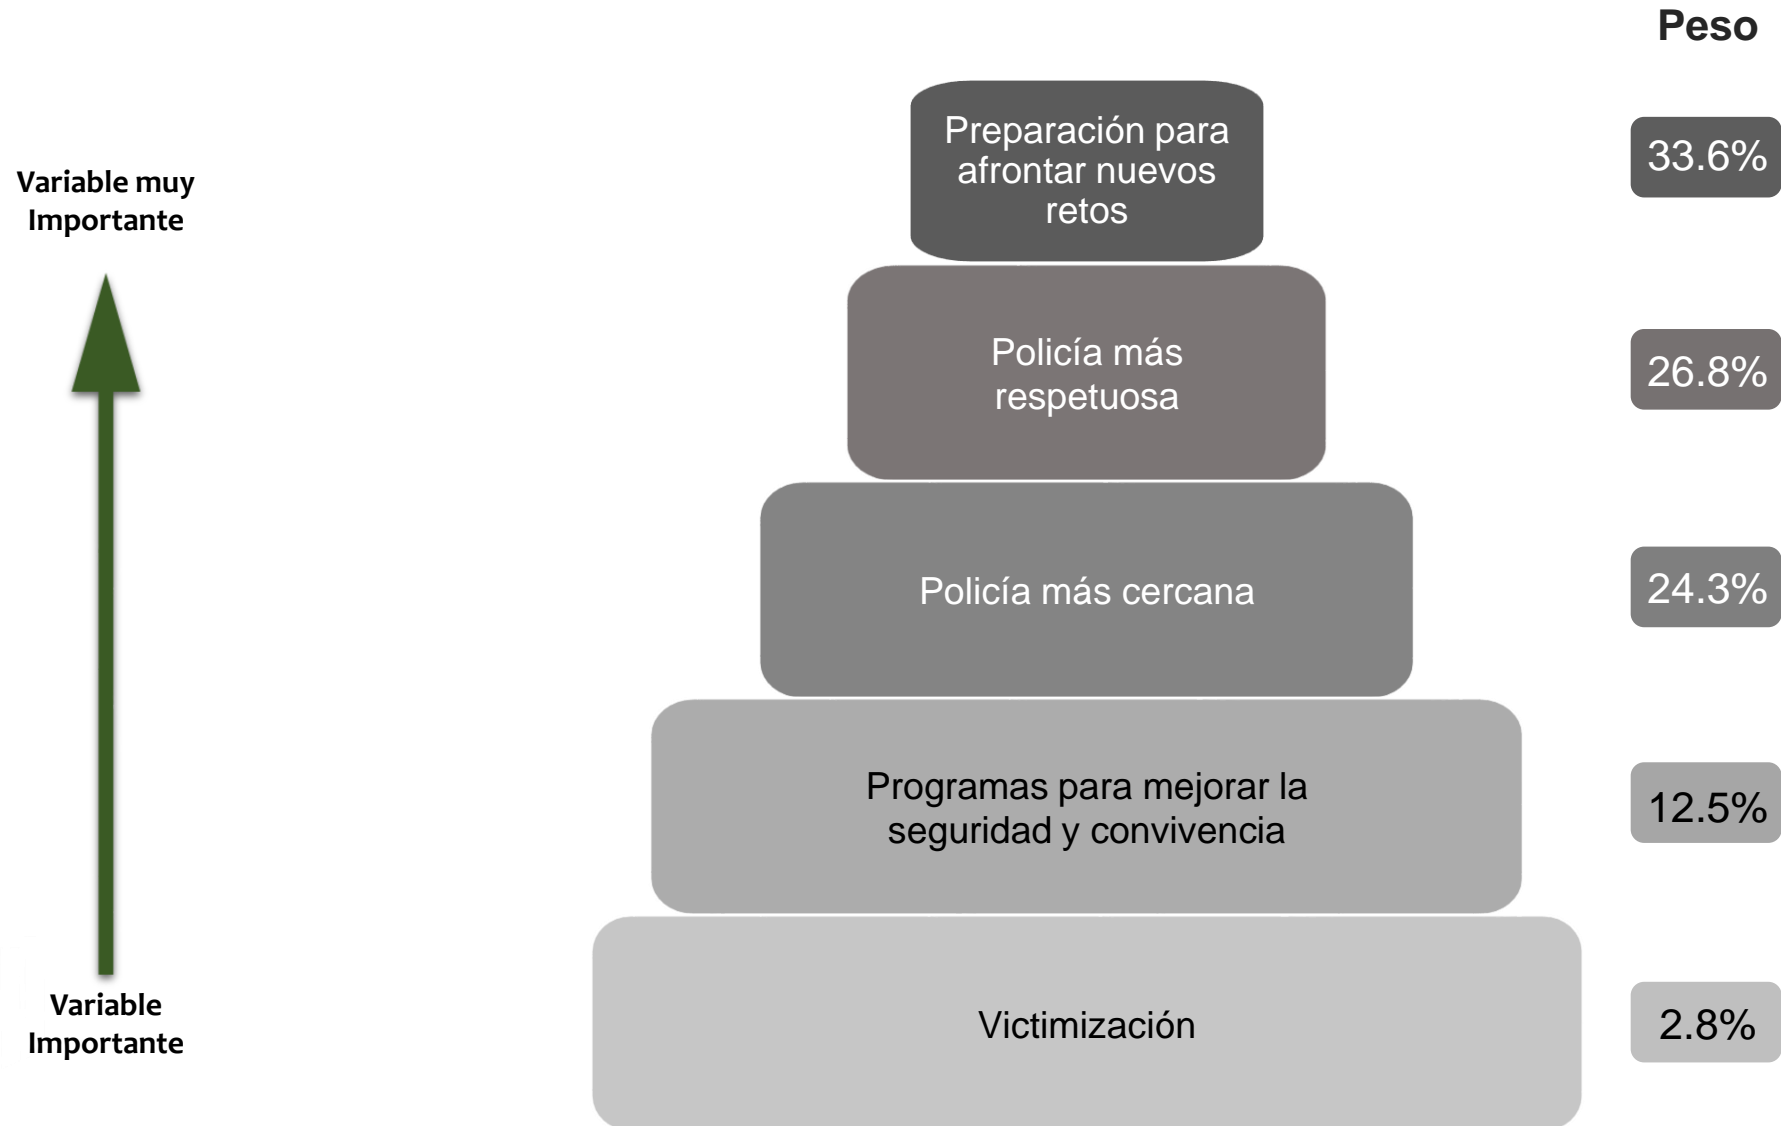 Peso
Preparación para
afrontar nuevos
retos
33.6%
Variable muy
Importante
Policía más
respetuosa
26.8%
Policía más cercana
24.3%
Programas para mejorar la
seguridad y convivencia
12.5%
Variable
Importante
Victimización
2.8%